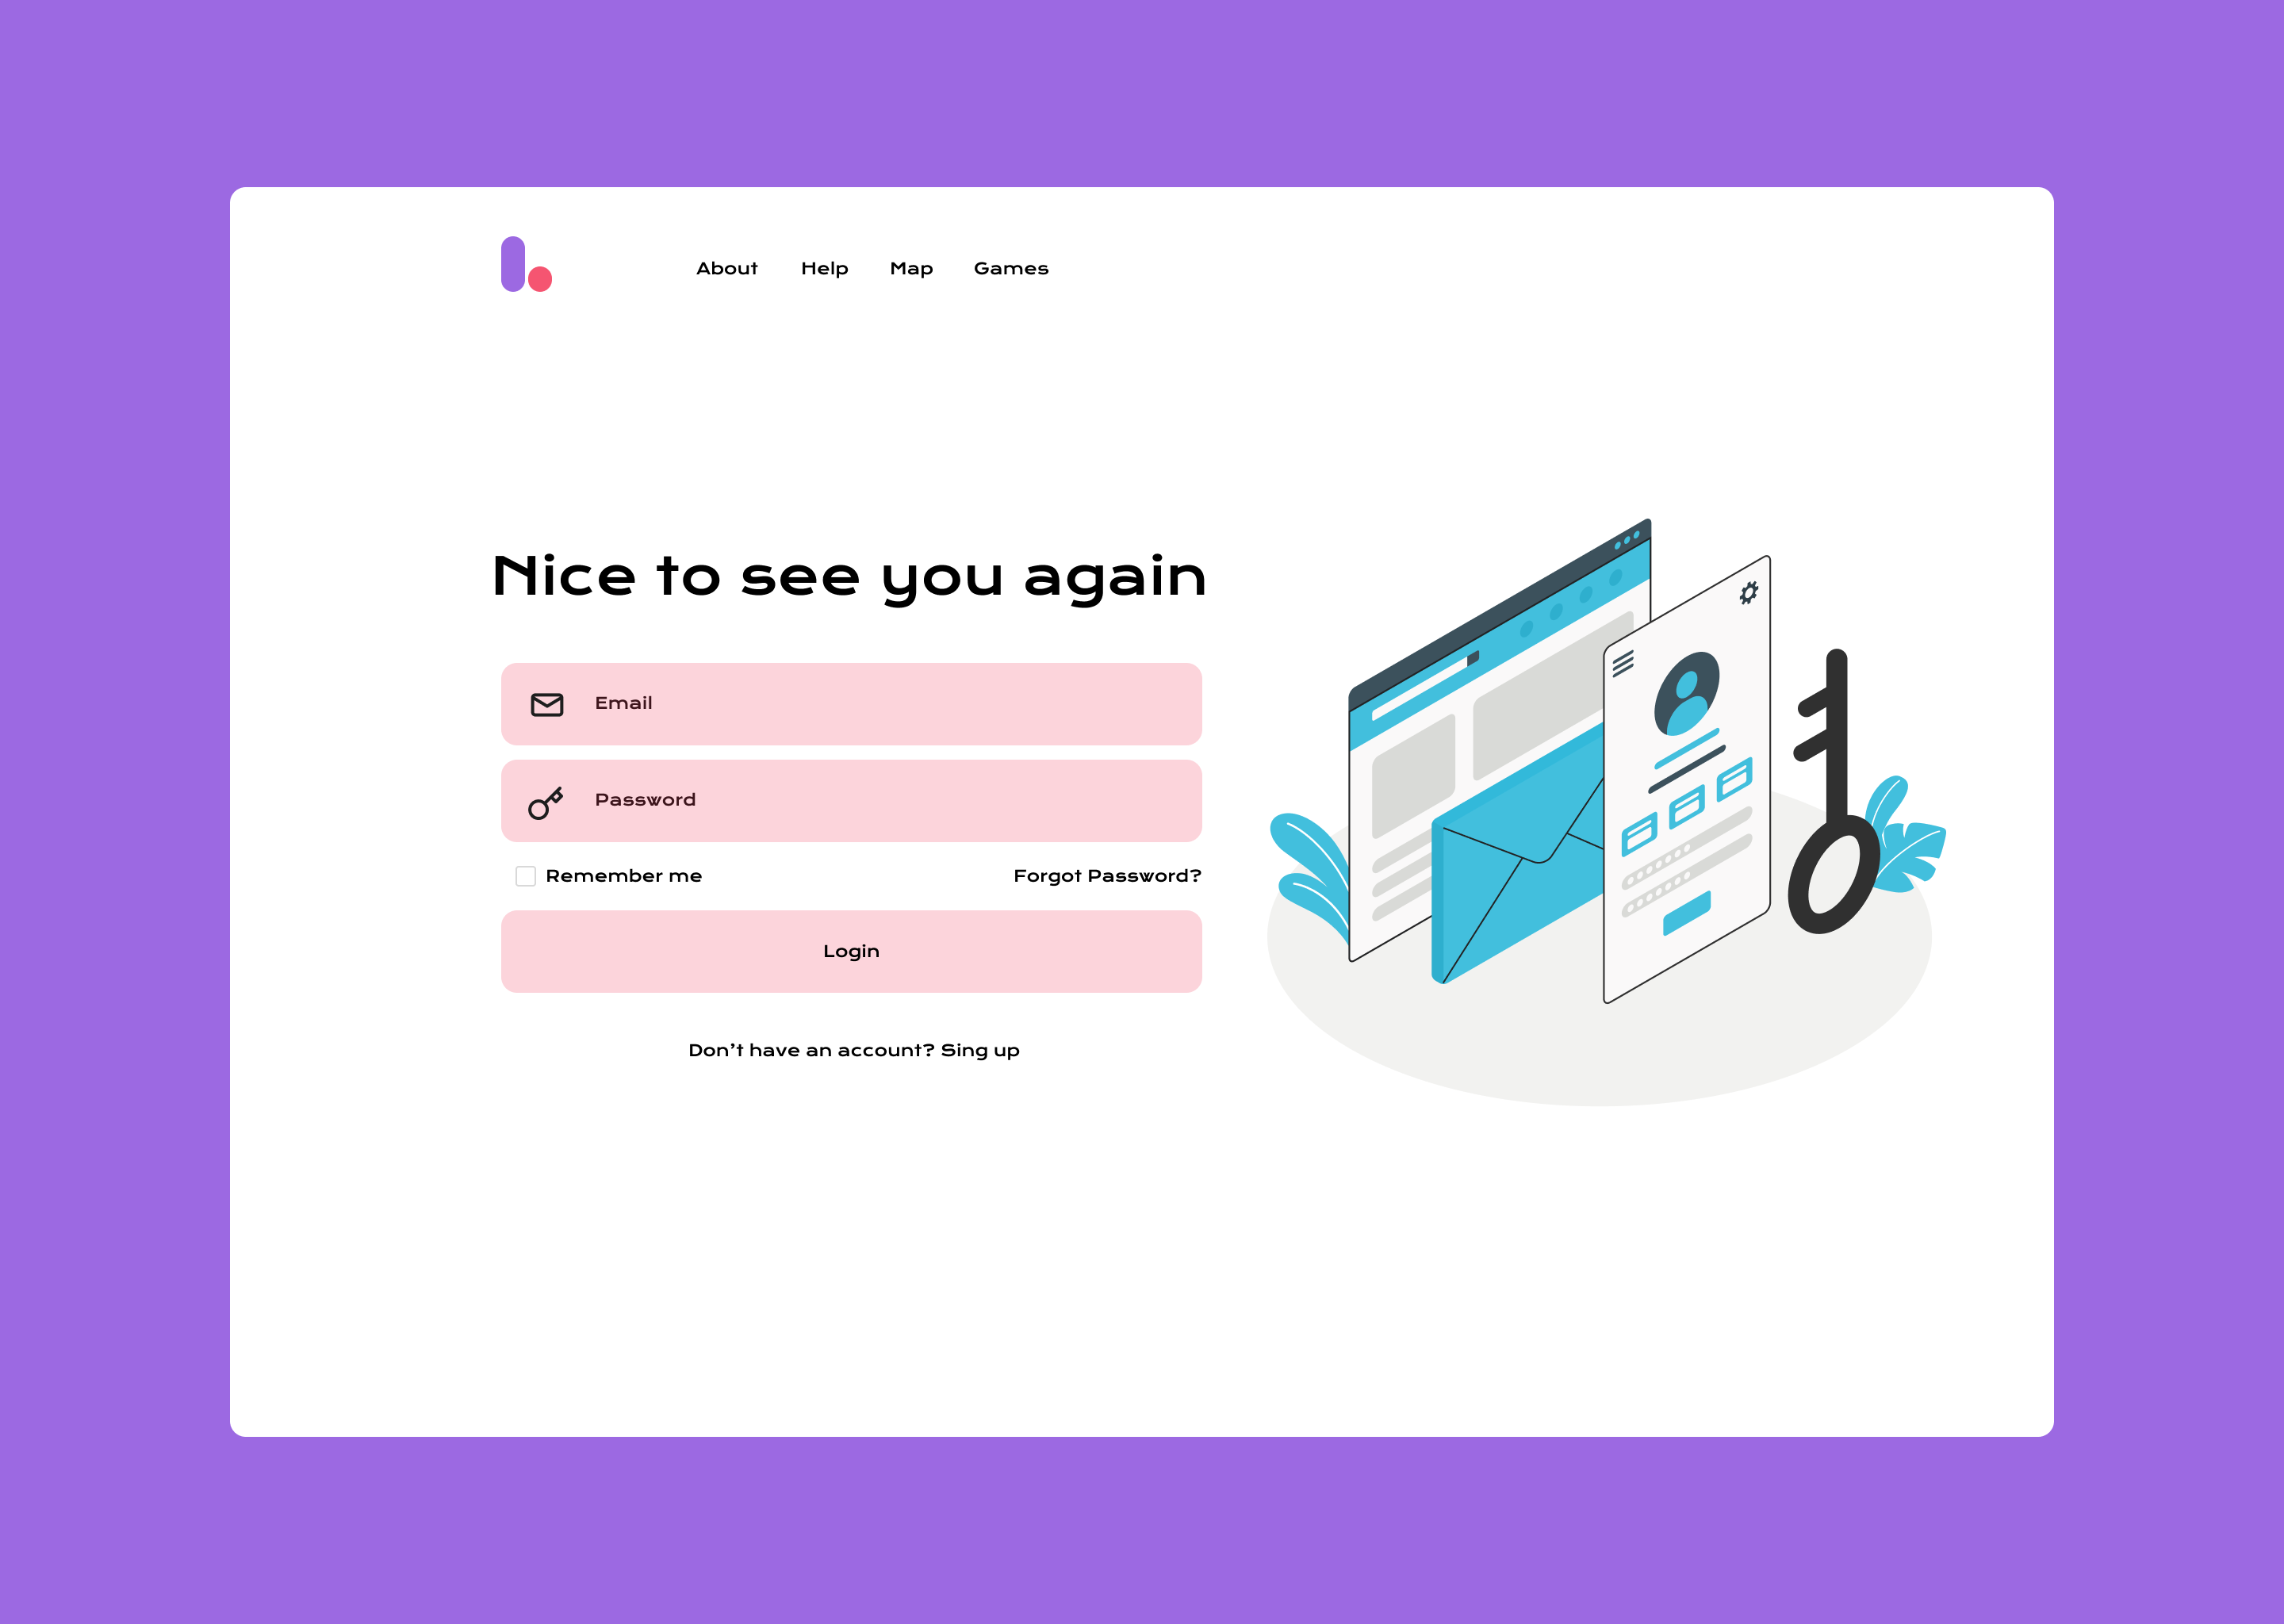 About Help Map Games
Nice to see you again
Email
Password
Remember me Forgot Password?
Login
Don’t have an account? Sing up